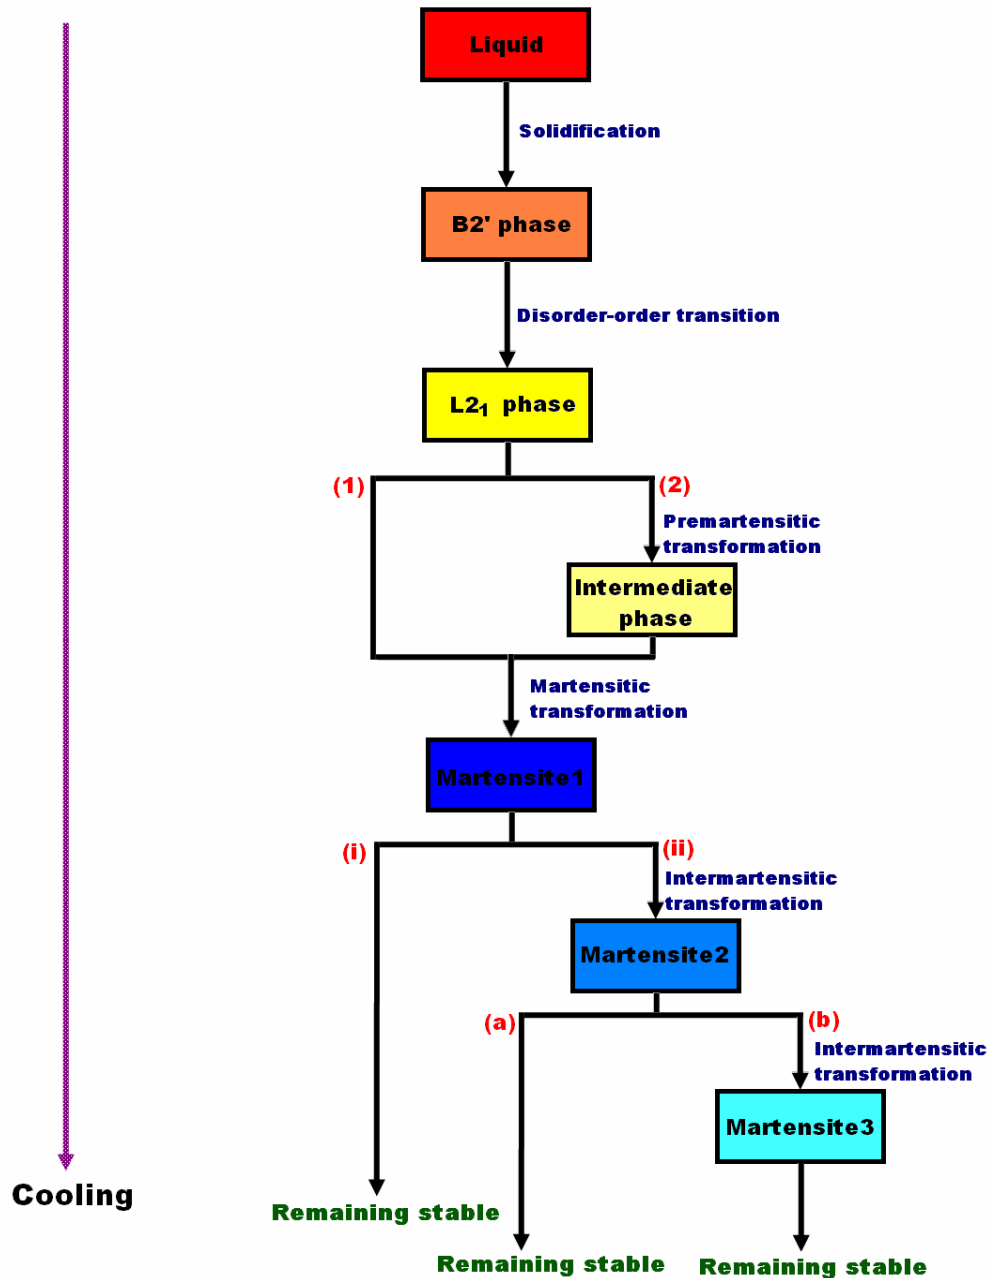 Liquid
Solidification
B2' phase
Disorder-order transition
L2₁ phase
(1)
(2)
Premartensitic
transformation
Intermediate
phase
Martensitic
transformation
Martensite1
(i)
(ii)
Intermartensitic
transformation
Martensite2
(a)
(b)
Intermartensitic
transformation
Martensite3
Cooling
Remaining stable
Remaining stable
Remaining stable